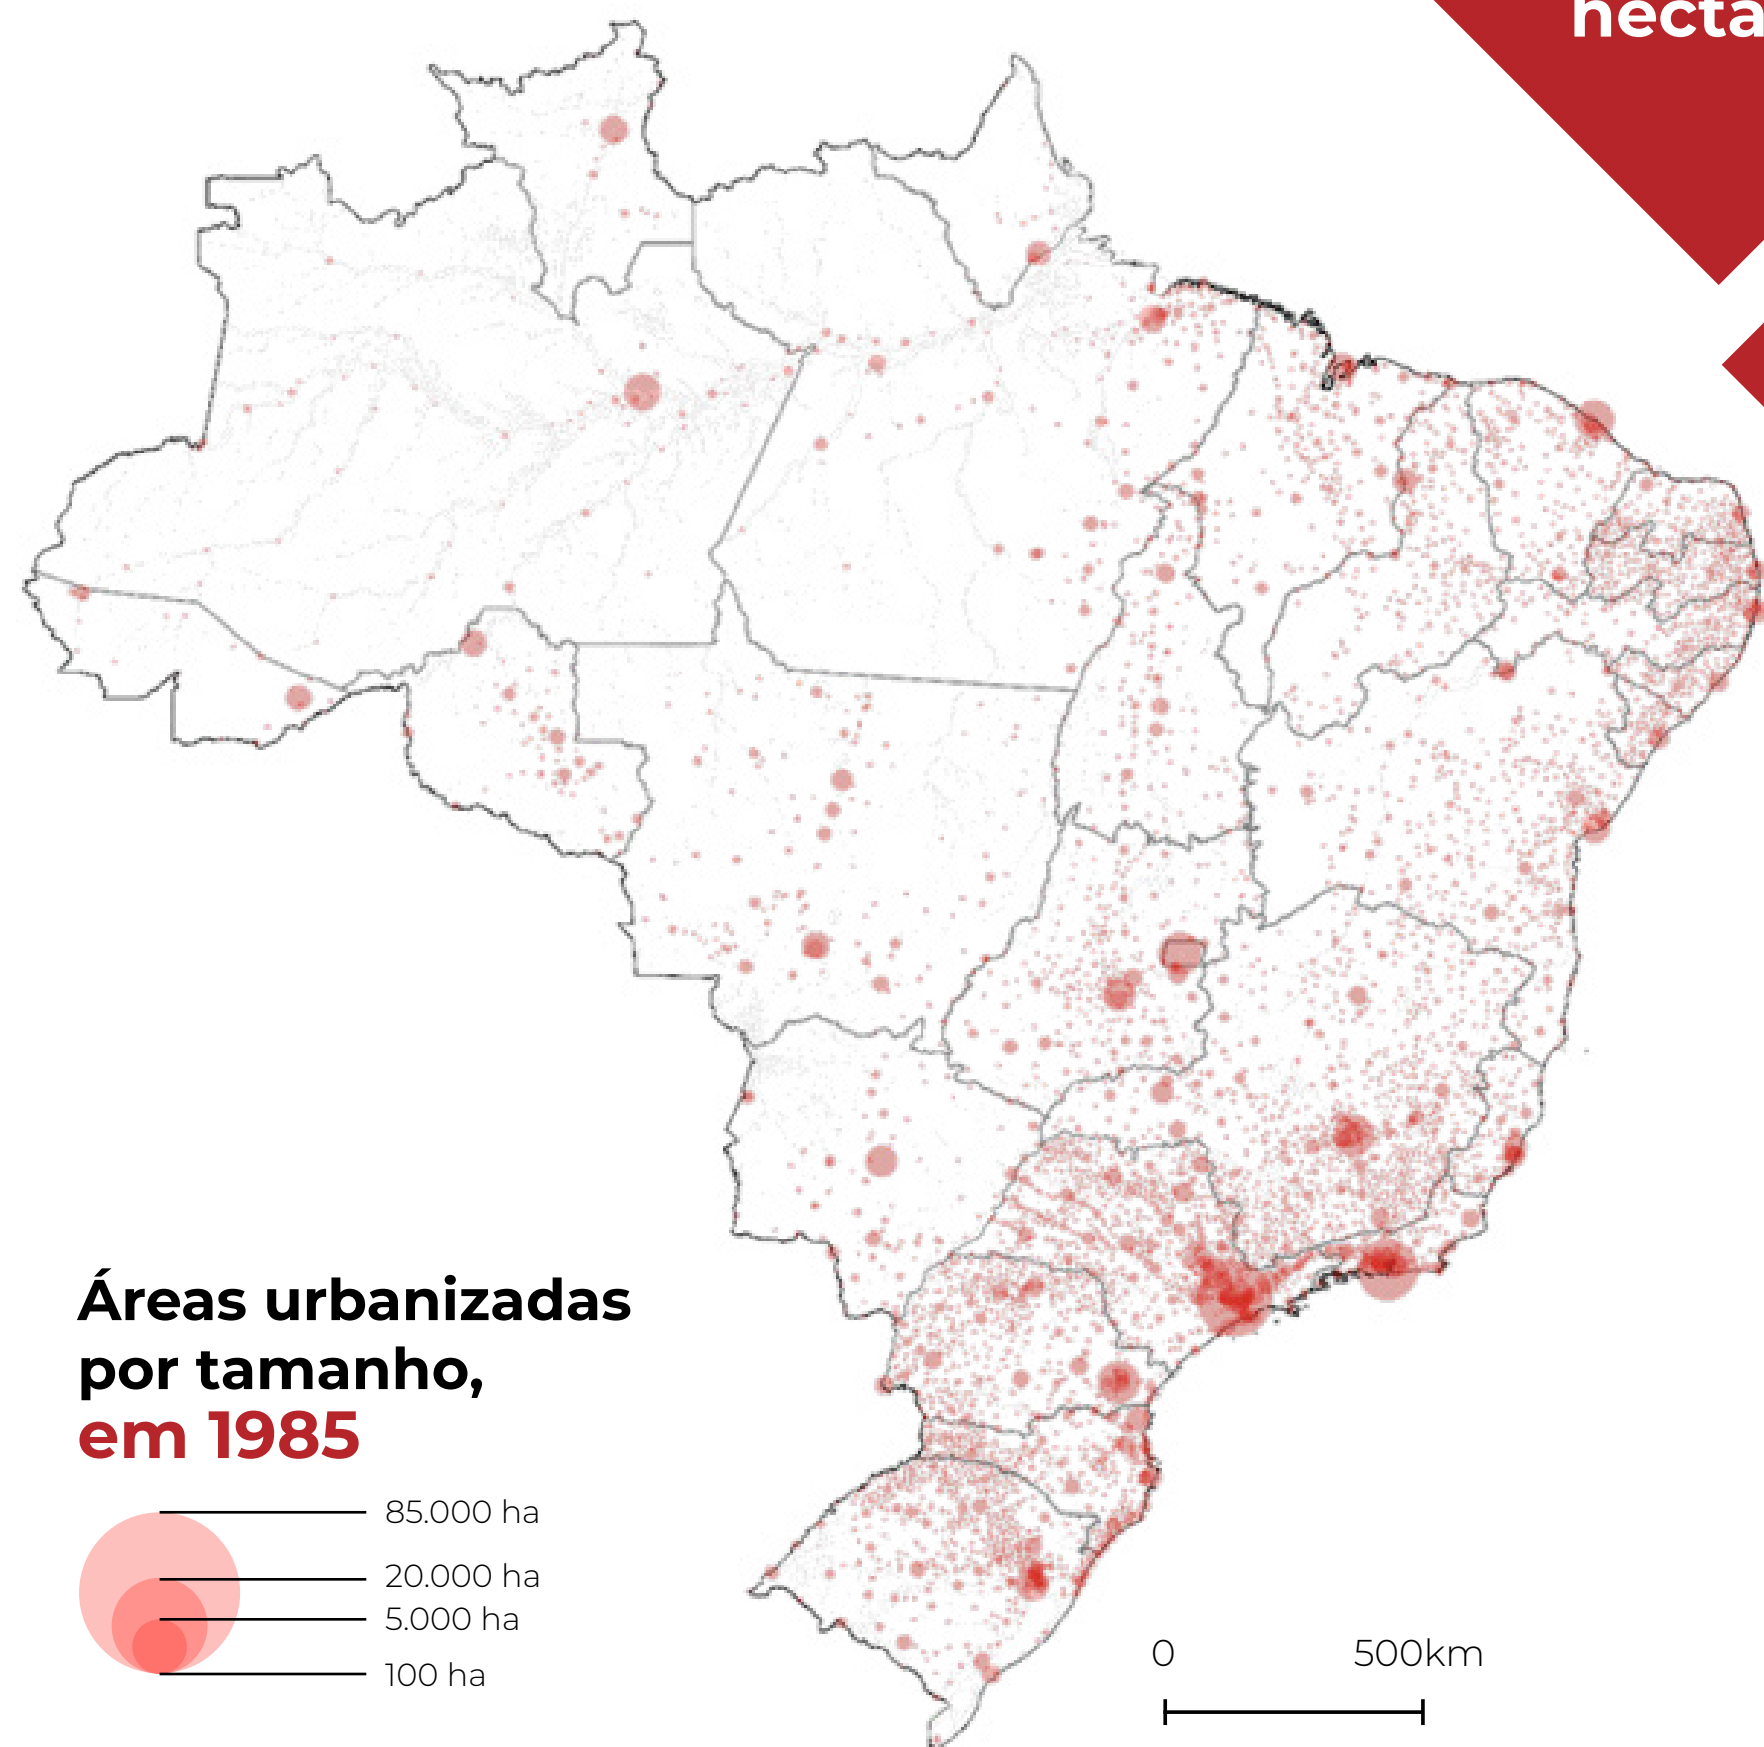 hecta
Áreas urbanizadas
por tamanho,
em 1985
85.000 ha
20.000 ha
5.000 ha
100 ha
0 500km